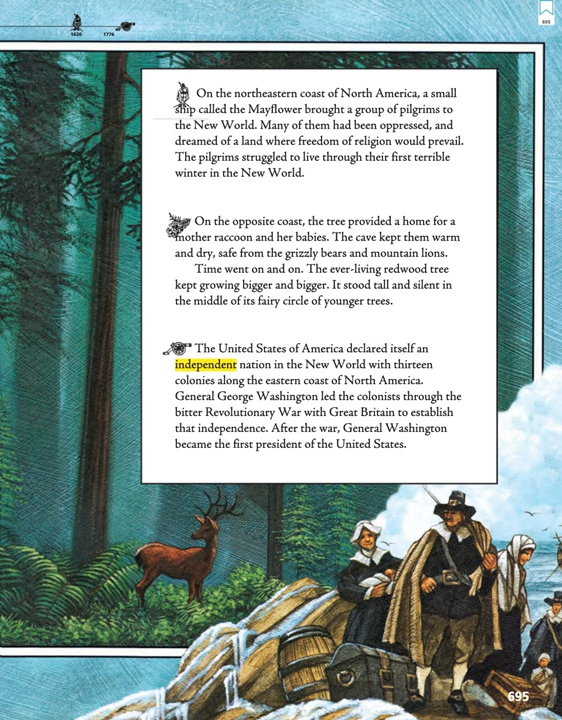 695
1620 1776
On the northeastern coast of North America, a small
ship called the Mayflower brought a group of pilgrims to
the New World. Many of them had been oppressed, and
dreamed of a land where freedom of religion would prevail.
The pilgrims struggled to live through their first terrible
winter in the New World.
On the opposite coast, the tree provided a home for a
mother raccoon and her babies. The cave kept them warm
and dry, safe from the grizzly bears and mountain lions.
Time went on and on. The ever-living redwood tree
kept growing bigger and bigger. It stood tall and silent in
the middle of its fairy circle of younger trees.
The United States of America declared itself an
independent nation in the New World with thirteen
colonies along the eastern coast of North America.
General George Washington led the colonists through the
bitter Revolutionary War with Great Britain to establish
that independence. After the war, General Washington
became the first president of the United States.
695